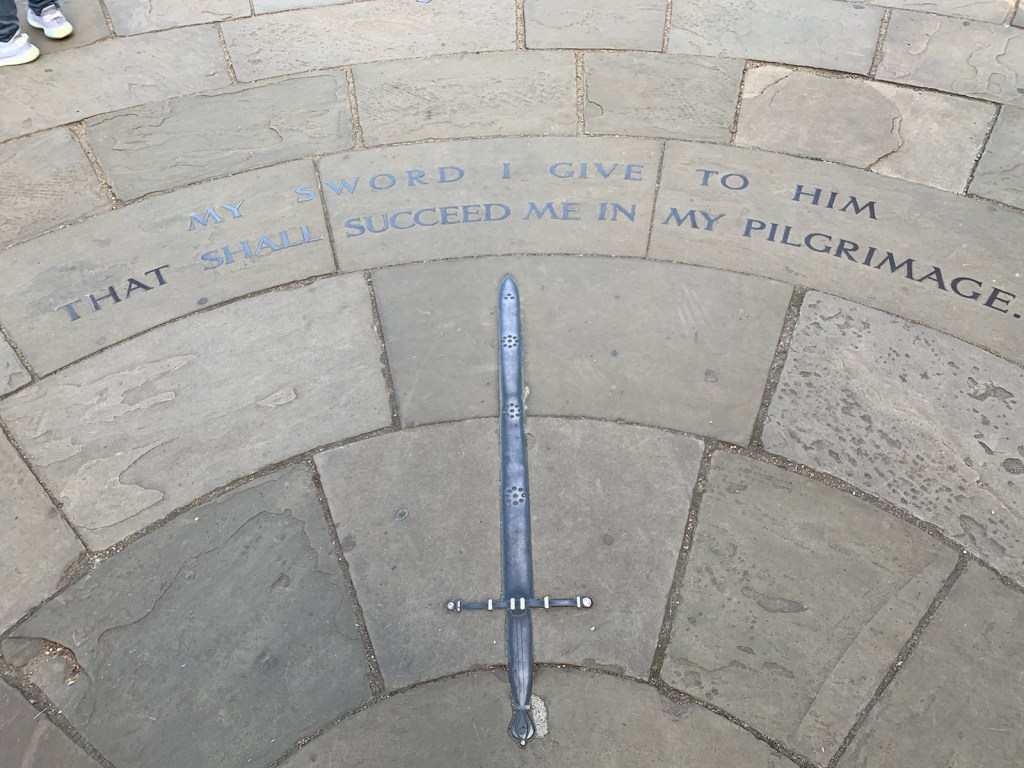 MY SWORD I GIVE TO HIM
THAT SHALL SUCCEED ME IN MY PILGRIMAGE.